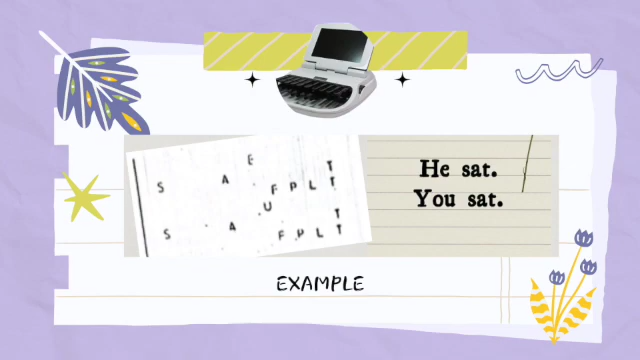 E
S A T
F P L T
U
S A T
F P L T
He sat.
You sat.
EXAMPLE